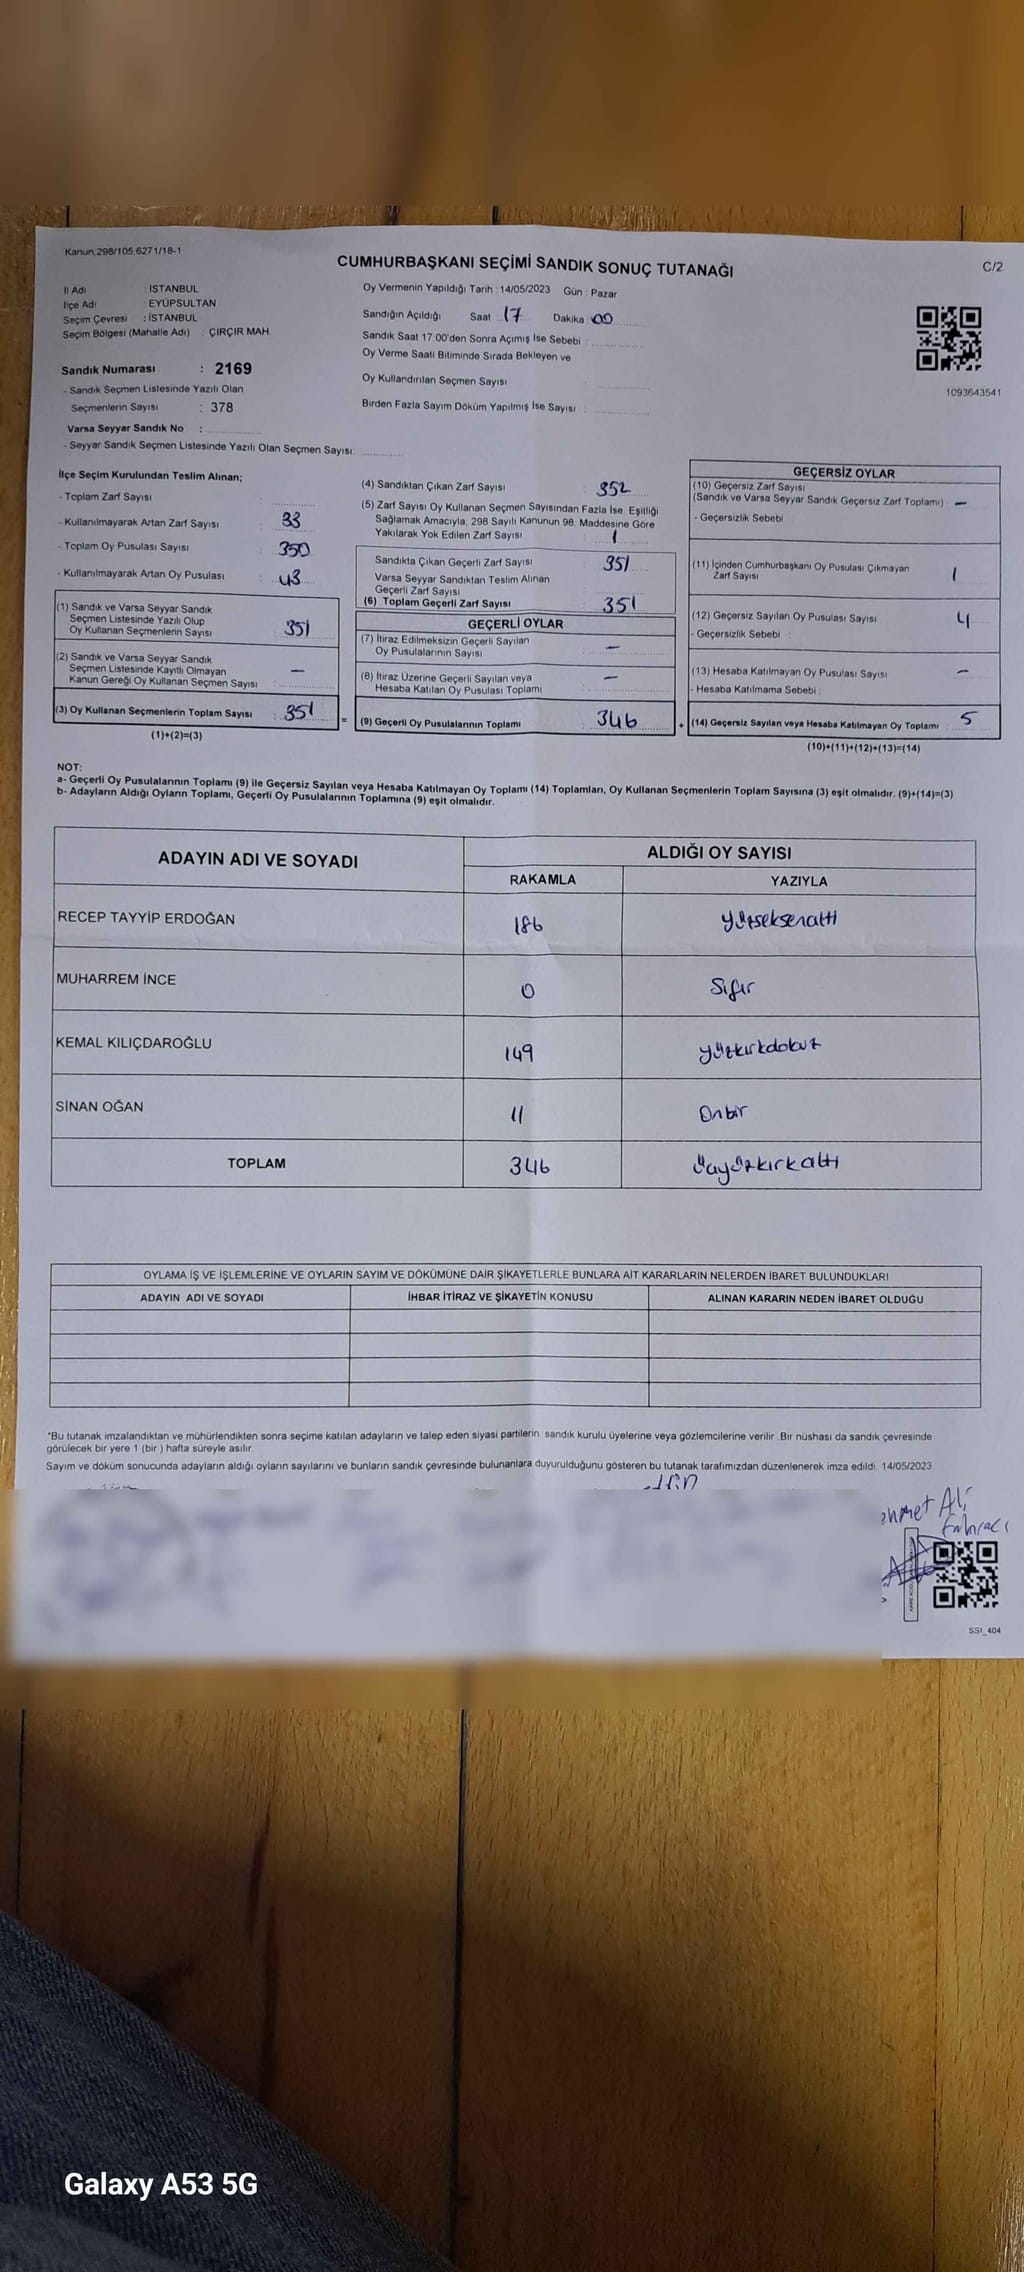 Kanun:298/105,6271/18-1
C/2
CUMHURBAŞKANI SEÇİMİ SANDIK SONUÇ TUTANAĞI
İl Adı : İSTANBUL
İlçe Adı : EYÜPSULTAN
Seçim Çevresi : İSTANBUL
Seçim Bölgesi (Mahalle Adı) : ÇIRÇIR MAH.
Sandık Numarası : 2169
- Sandık Seçmen Listesinde Yazılı Olan
Seçmenlerin Sayısı : 378
Varsa Seyyar Sandık No :
- Seyyar Sandık Seçmen Listesinde Yazılı Olan Seçmen Sayısı
Oy Vermenin Yapıldığı Tarih : 14/05/2023 Gün : Pazar
Sandığın Açıldığı Saat : 17 Dakika : 00
Sandık Saat 17:00'den Sonra Açımış İse Sebebi :
Oy Verme Saati Bitiminde Sırada Bekleyen ve
Oy Kullandırılan Seçmen Sayısı :
Birden Fazla Sayım Döküm Yapılmış İse Sayısı :
1093643541
İlçe Seçim Kurulundan Teslim Alınan;
- Toplam Zarf Sayısı :
- Kullanılmayarak Artan Zarf Sayısı : 33
- Toplam Oy Pusulası Sayısı : 350
- Kullanılmayarak Artan Oy Pusulası : 43
(1) Sandık ve Varsa Seyyar Sandık
Seçmen Listesinde Yazılı Olup
Oy Kullanan Seçmenlerin Sayısı : 351
(2) Sandık ve Varsa Seyyar Sandık
Seçmen Listesinde Kayıtlı Olmayan
Kanun Gereği Oy Kullanan Seçmen Sayısı : —
(3) Oy Kullanan Seçmenlerin Toplam Sayısı : 351
(1)+(2)=(3)
(4) Sandıktan Çıkan Zarf Sayısı : 352
(5) Zarf Sayısı Oy Kullanan Seçmen Sayısından Fazla İse, Eşitliği
Sağlamak Amacıyla; 298 Sayılı Kanunun 98. Maddesine Göre
Yakılarak Yok Edilen Zarf Sayısı : 1
Sandıkta Çıkan Geçerli Zarf Sayısı : 351
Varsa Seyyar Sandıktan Teslim Alınan
Geçerli Zarf Sayısı :
(6) Toplam Geçerli Zarf Sayısı : 351
GEÇERLİ OYLAR
(7) İtiraz Edilmeksizin Geçerli Sayılan
Oy Pusulalarının Sayısı : —
(8) İtiraz Üzerine Geçerli Sayılan veya
Hesaba Katılan Oy Pusulası Toplamı : —
= (9) Geçerli Oy Pusulalarının Toplamı : 346
GEÇERSİZ OYLAR
(10) Geçersiz Zarf Sayısı
(Sandık ve Varsa Seyyar Sandık Geçersiz Zarf Toplamı) : —
- Geçersizlik Sebebi :
(11) İçinden Cumhurbaşkanı Oy Pusulası Çıkmayan
Zarf Sayısı : 1
(12) Geçersiz Sayılan Oy Pusulası Sayısı : 4
- Geçersizlik Sebebi :
(13) Hesaba Katılmayan Oy Pusulası Sayısı : —
- Hesaba Katılmama Sebebi :
+ (14) Geçersiz Sayılan veya Hesaba Katılmayan Oy Toplamı : 5
(10)+(11)+(12)+(13)=(14)
NOT:
a- Geçerli Oy Pusulalarının Toplamı (9) ile Geçersiz Sayılan veya Hesaba Katılmayan Oy Toplamı (14) Toplamları, Oy Kullanan Seçmenlerin Toplam Sayısına (3) eşit olmalıdır. (9)+(14)=(3)
b- Adayların Aldığı Oyların Toplamı, Geçerli Oy Pusulalarının Toplamına (9) eşit olmalıdır.
ADAYIN ADI VE SOYADI
ALDIĞI OY SAYISI
RAKAMLA YAZIYLA
RECEP TAYYİP ERDOĞAN 186 yüzseksenaltı
MUHARREM İNCE 0 Sıfır
KEMAL KILIÇDAROĞLU 149 yüzkırkdokuz
SİNAN OĞAN 11 Onbir
TOPLAM 346 üçyüzkırkaltı
OYLAMA İŞ VE İŞLEMLERİNE VE OYLARIN SAYIM VE DÖKÜMÜNE DAİR ŞİKAYETLERLE BUNLARA AİT KARARLARIN NELERDEN İBARET BULUNDUKLARI
ADAYIN ADI VE SOYADI İHBAR İTİRAZ VE ŞİKAYETİN KONUSU ALINAN KARARIN NEDEN İBARET OLDUĞU
*Bu tutanak imzalandıktan ve mühürlendikten sonra seçime katılan adayların ve talep eden siyasi partilerin sandık kurulu üyelerine veya gözlemcilerine verilir. Bir nüshası da sandık çevresinde
görülecek bir yere 1 (bir) hafta süreyle asılır.
Sayım ve döküm sonucunda adayların aldığı oyların sayılarını ve bunların sandık çevresinde bulunanlara duyurulduğunu gösteren bu tutanak tarafımızdan düzenlenerek imza edildi. 14/05/2023
SSI_404
Galaxy A53 5G